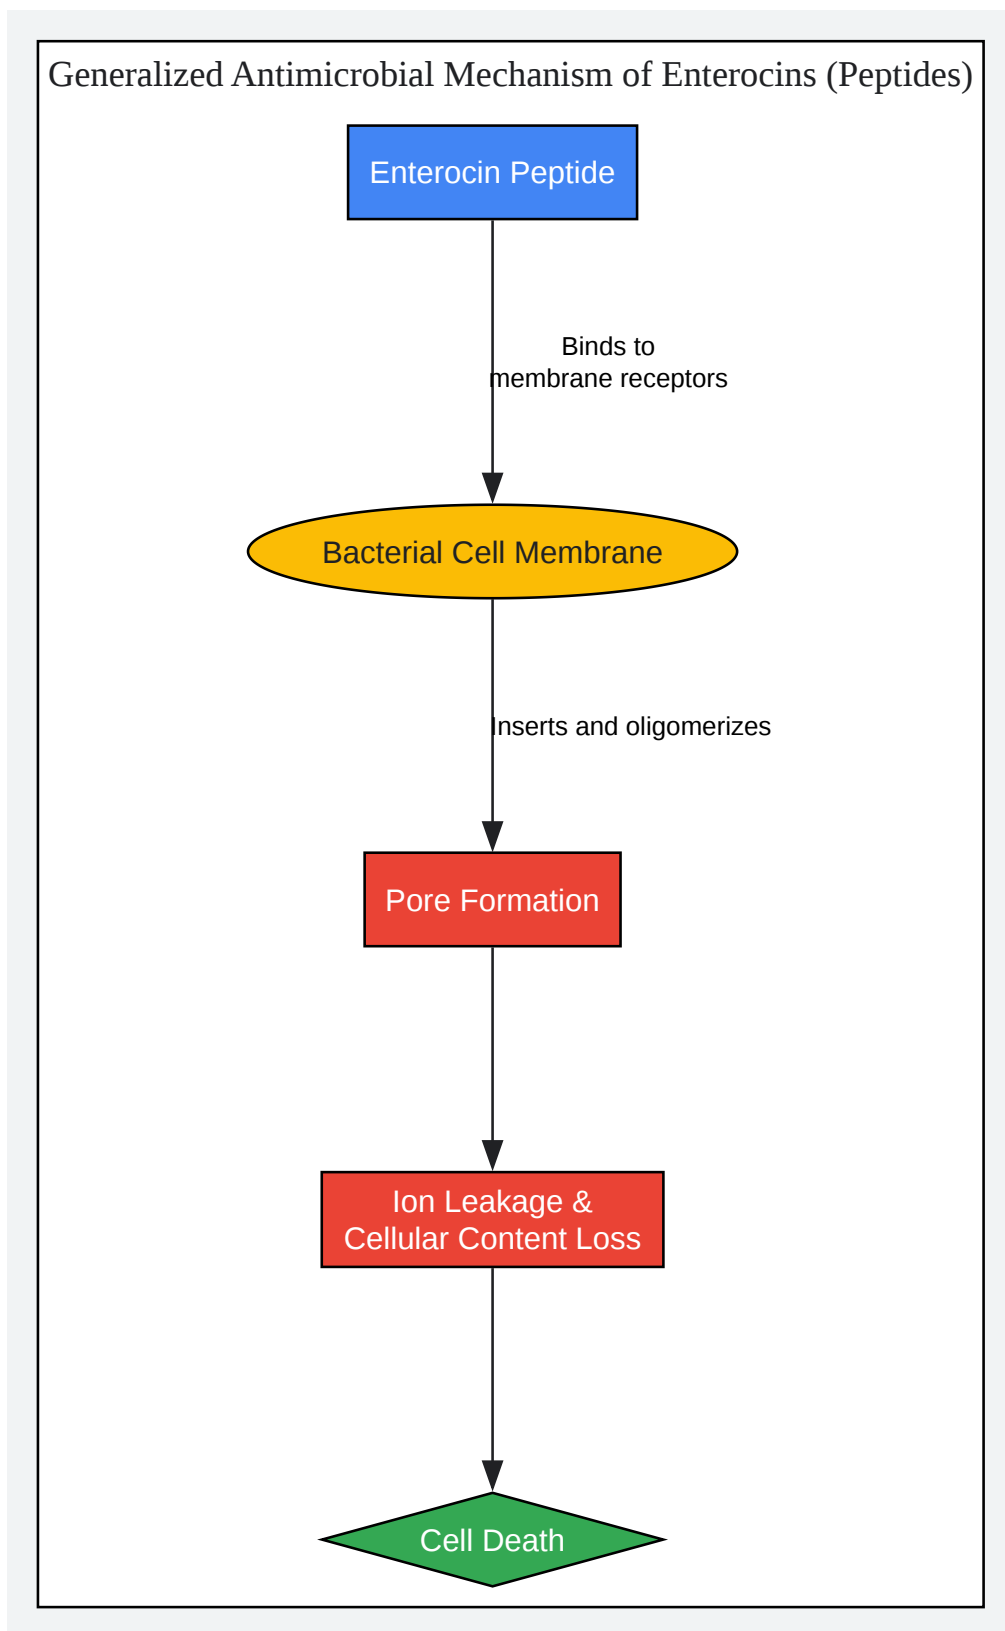 Generalized Antimicrobial Mechanism of Enterocins (Peptides)
Enterocin Peptide
Binds to
membrane receptors
Bacterial Cell Membrane
Inserts and oligomerizes
Pore Formation
Ion Leakage &
Cellular Content Loss
Cell Death